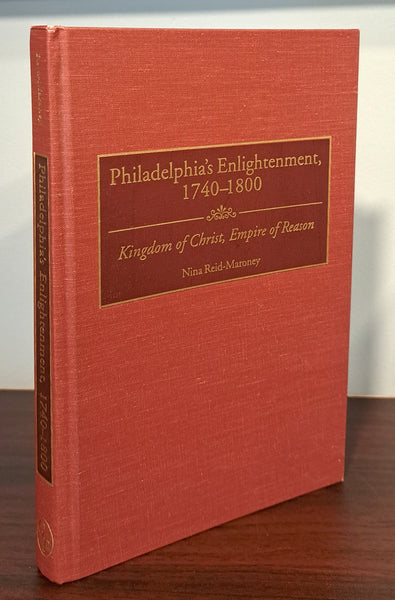 Philadelphia's Enlightenment,
1740–1800
Kingdom of Christ, Empire of Reason
Nina Reid-Maroney
Philadelphia's Enlightenment, 1740–1800